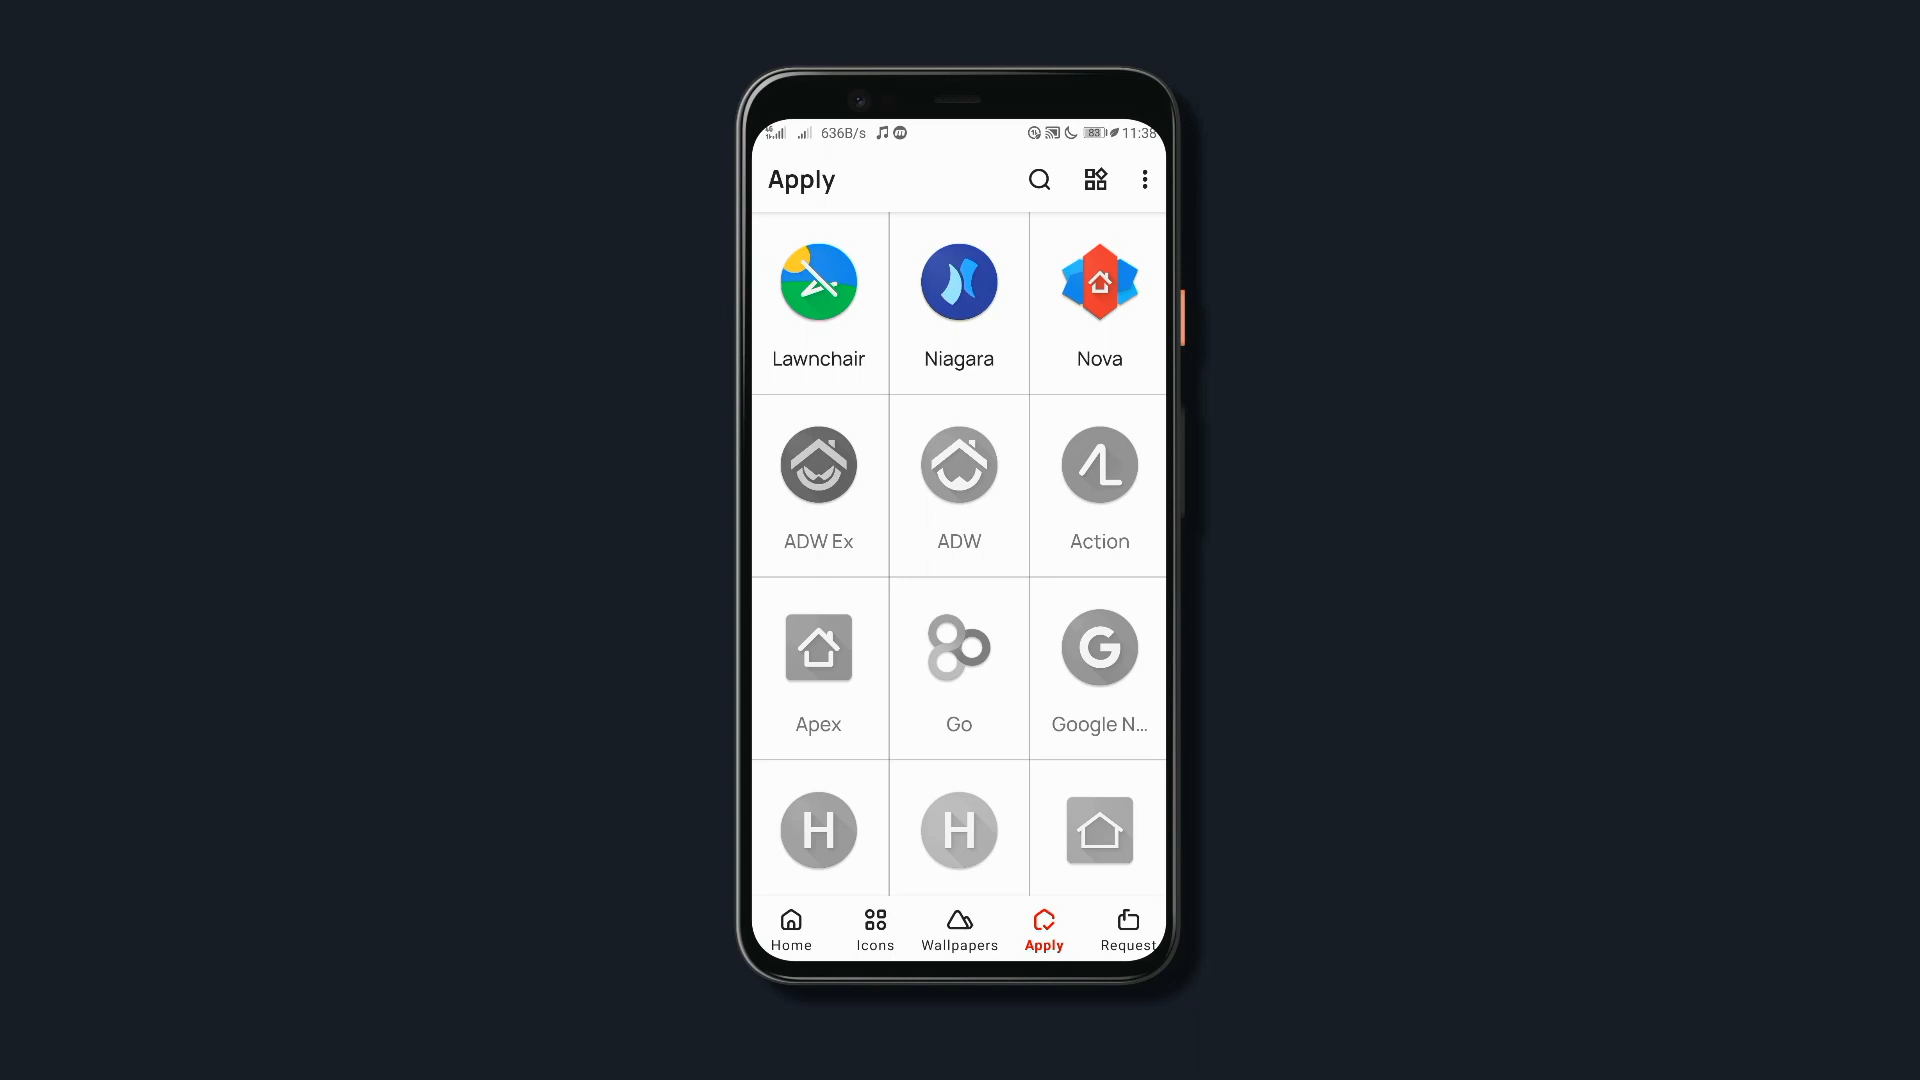 636B/s 83 11:38
Apply
Lawnchair Niagara Nova
ADW Ex ADW Action
Apex Go Google N...
H H
Home Icons Wallpapers Apply Request